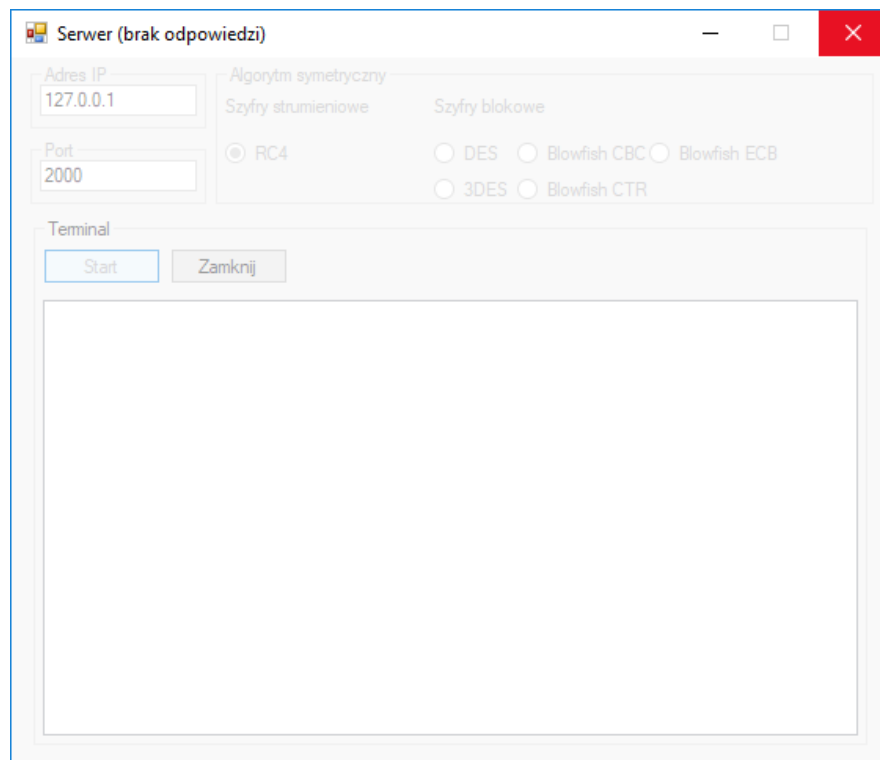 Serwer (brak odpowiedzi)
Adres IP
127.0.0.1
Port
2000
Algorytm symetryczny
Szyfry strumieniowe
Szyfry blokowe
RC4
DES
Blowfish CBC
Blowfish ECB
3DES
Blowfish CTR
Terminal
Start
Zamknij